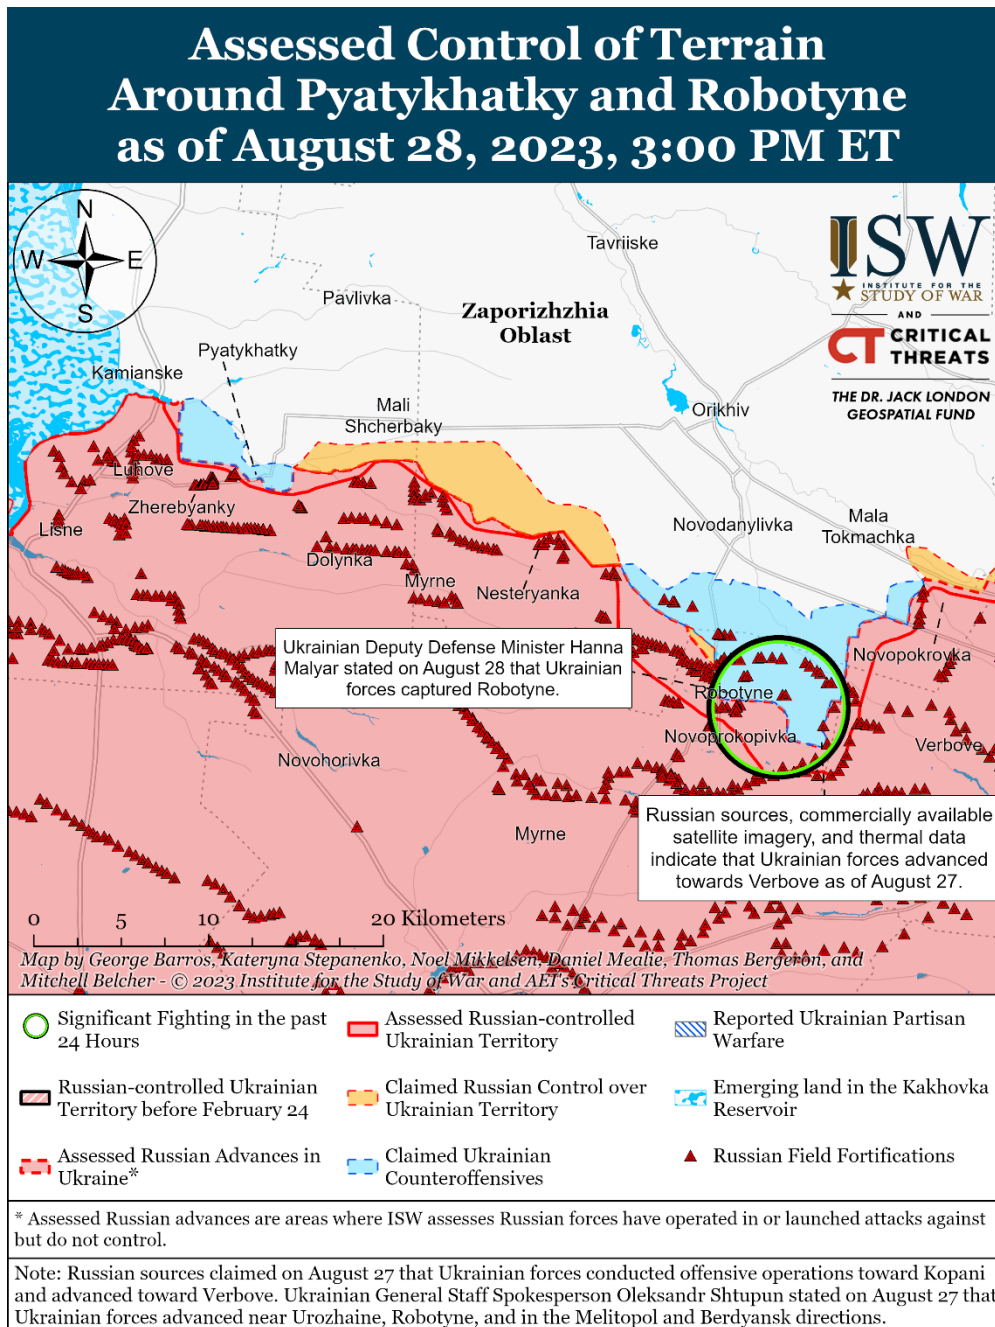 Assessed Control of Terrain
Around Pyatykhatky and Robotyne
as of August 28, 2023, 3:00 PM ET
N
W
E
S
Tavriiske
ISW
INSTITUTE FOR THE
STUDY OF WAR
AND
CT CRITICAL
THREATS
THE DR. JACK LONDON
GEOSPATIAL FUND
Pavlivka
Zaporizhzhia
Oblast
Pyatykhatky
Kamianske
Mali
Shcherbaky
Orikhiv
Luhove
Zherebyanky
Lisne
Novodanylivka
Mala
Tokmachka
Dolynka
Myrne
Nesteryanka
Ukrainian Deputy Defense Minister Hanna
Malyar stated on August 28 that Ukrainian
forces captured Robotyne.
Novopokrovka
Robotyne
Novoprokopivka
Verbove
Novohorivka
Myrne
Russian sources, commercially available
satellite imagery, and thermal data
indicate that Ukrainian forces advanced
towards Verbove as of August 27.
0 5 10 20 Kilometers
Map by George Barros, Kateryna Stepanenko, Noel Mikkelsen, Daniel Mealie, Thomas Bergeron, and
Mitchell Belcher - © 2023 Institute for the Study of War and AEI's Critical Threats Project
Significant Fighting in the past
24 Hours
Assessed Russian-controlled
Ukrainian Territory
Reported Ukrainian Partisan
Warfare
Russian-controlled Ukrainian
Territory before February 24
Claimed Russian Control over
Ukrainian Territory
Emerging land in the Kakhovka
Reservoir
Assessed Russian Advances in
Ukraine*
Claimed Ukrainian
Counteroffensives
Russian Field Fortifications
* Assessed Russian advances are areas where ISW assesses Russian forces have operated in or launched attacks against
but do not control.
Note: Russian sources claimed on August 27 that Ukrainian forces conducted offensive operations toward Kopani
and advanced toward Verbove. Ukrainian General Staff Spokesperson Oleksandr Shtupun stated on August 27 that
Ukrainian forces advanced near Urozhaine, Robotyne, and in the Melitopol and Berdyansk directions.